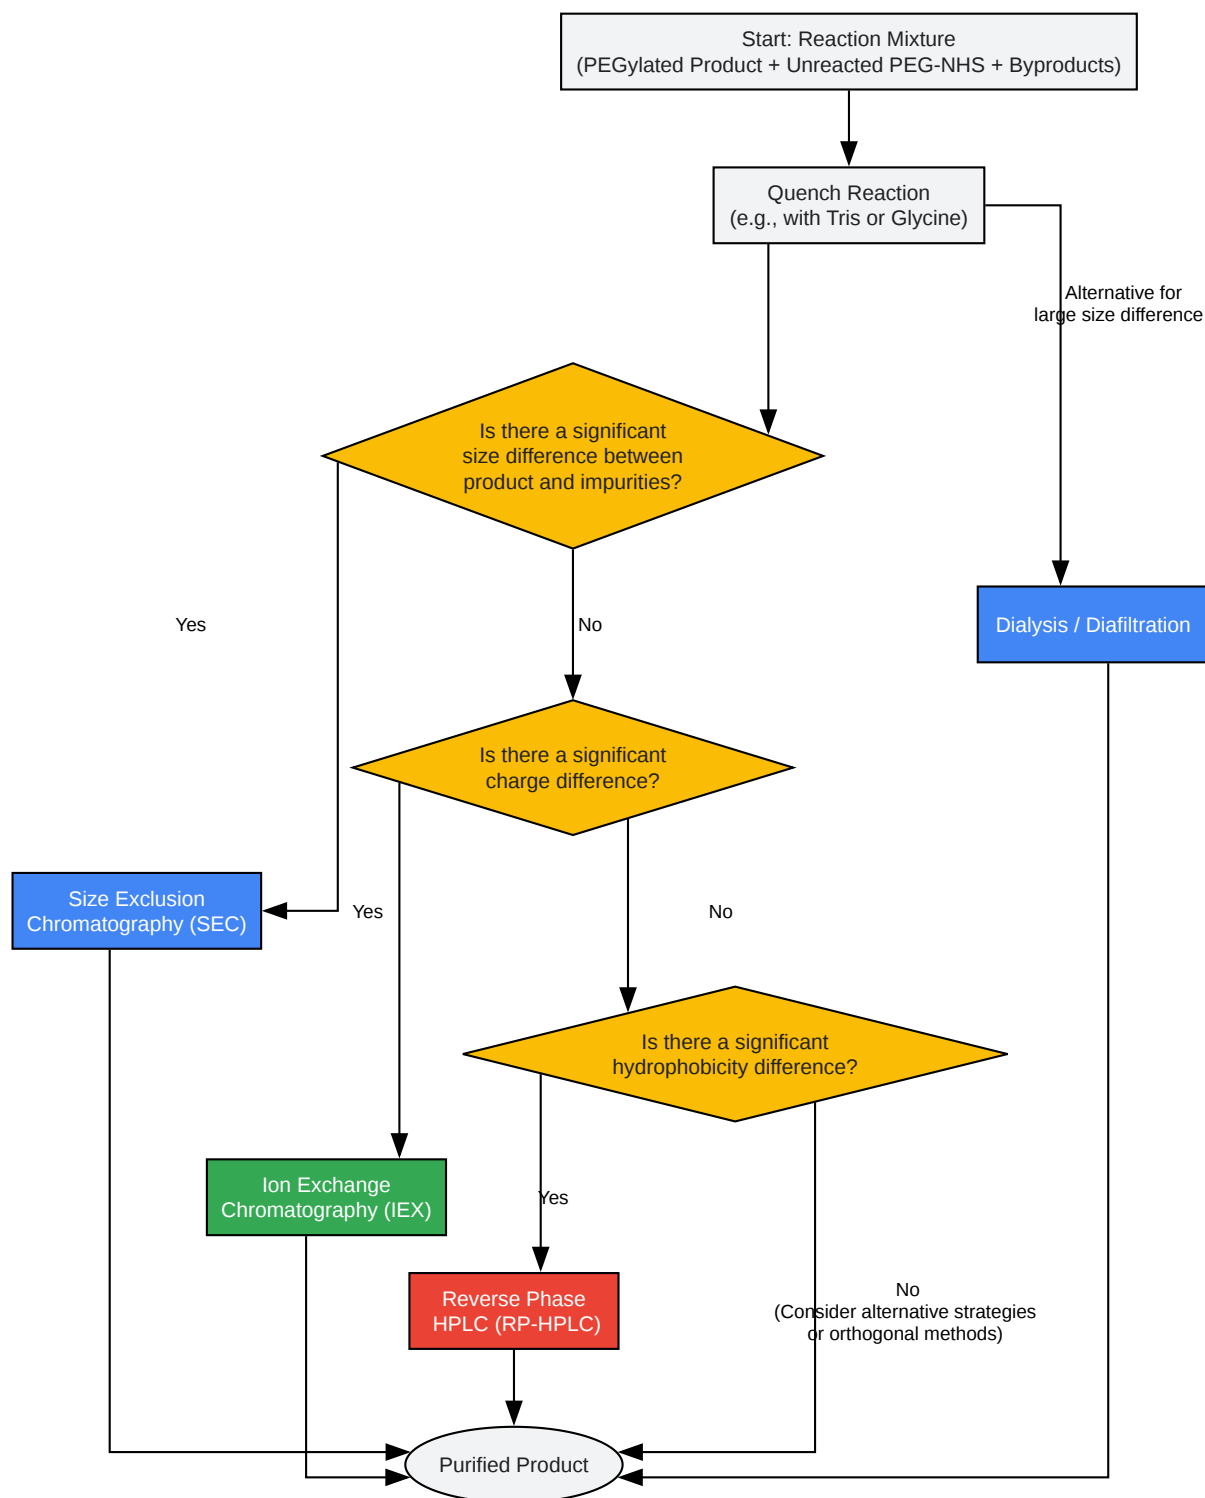 Start: Reaction Mixture
(PEGylated Product + Unreacted PEG-NHS + Byproducts)
Quench Reaction
(e.g., with Tris or Glycine)
Alternative for
large size difference
Is there a significant
size difference between
product and impurities?
Yes
No
Dialysis / Diafiltration
Is there a significant
charge difference?
Size Exclusion
Chromatography (SEC)
Yes
No
Is there a significant
hydrophobicity difference?
Ion Exchange
Chromatography (IEX)
Yes
Reverse Phase
HPLC (RP-HPLC)
No
(Consider alternative strategies
or orthogonal methods)
Purified Product